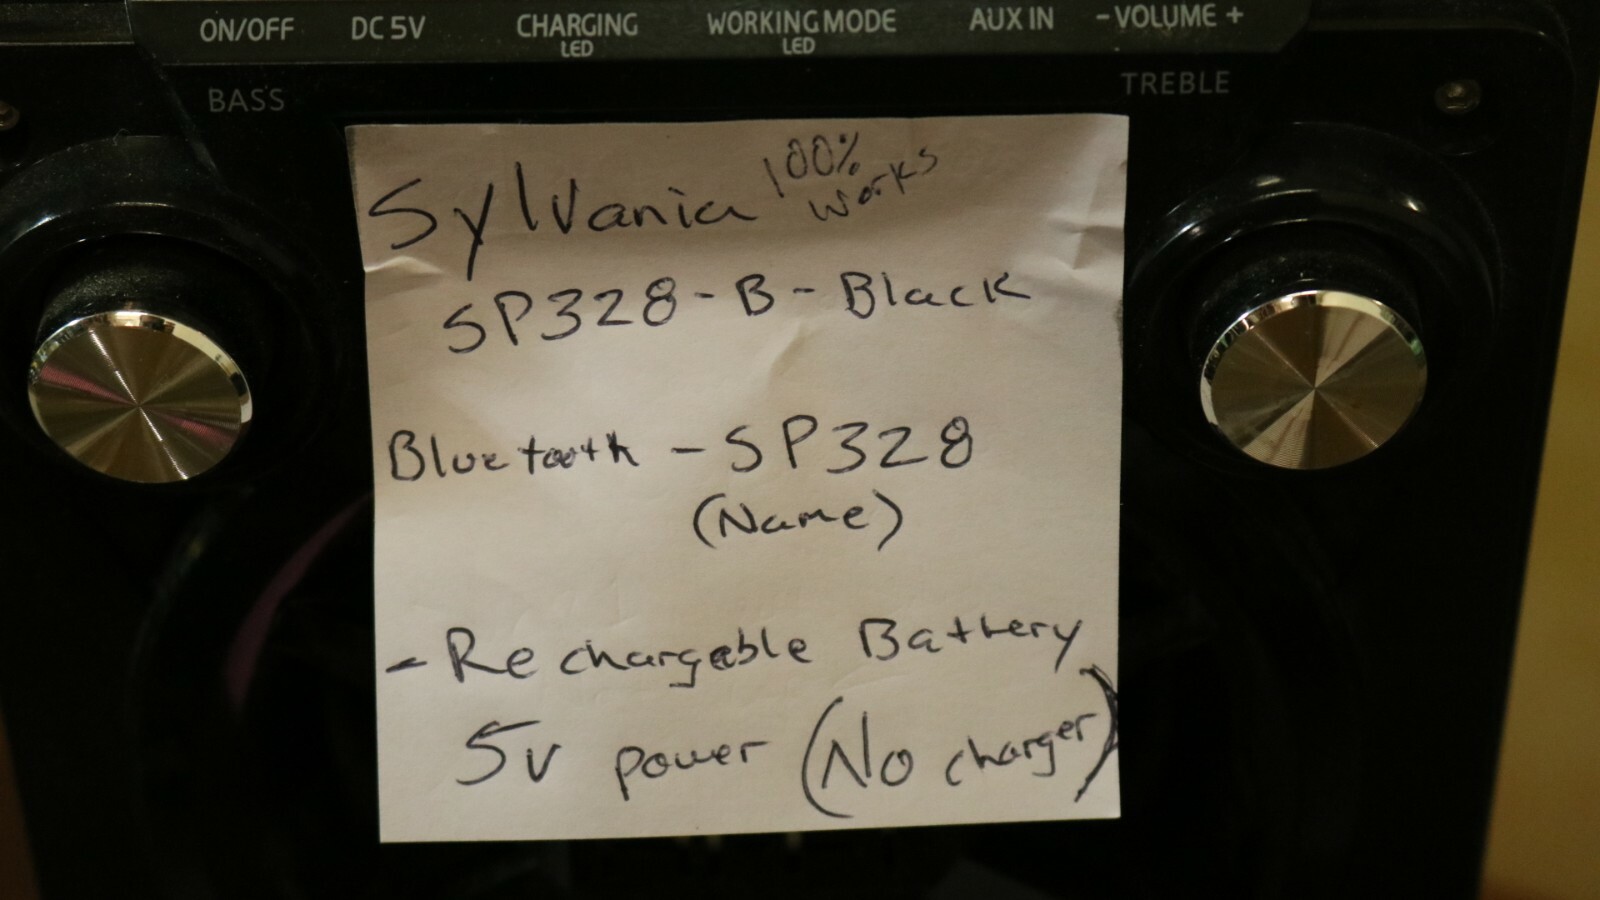 ON/OFF DC 5V CHARGING LED WORKING MODE LED AUX IN - VOLUME +
BASS TREBLE
Sylvania 100% works
SP328-B-Black
Bluetooth - SP328
(Name)
- Rechargable Battery
5v power (No charger)